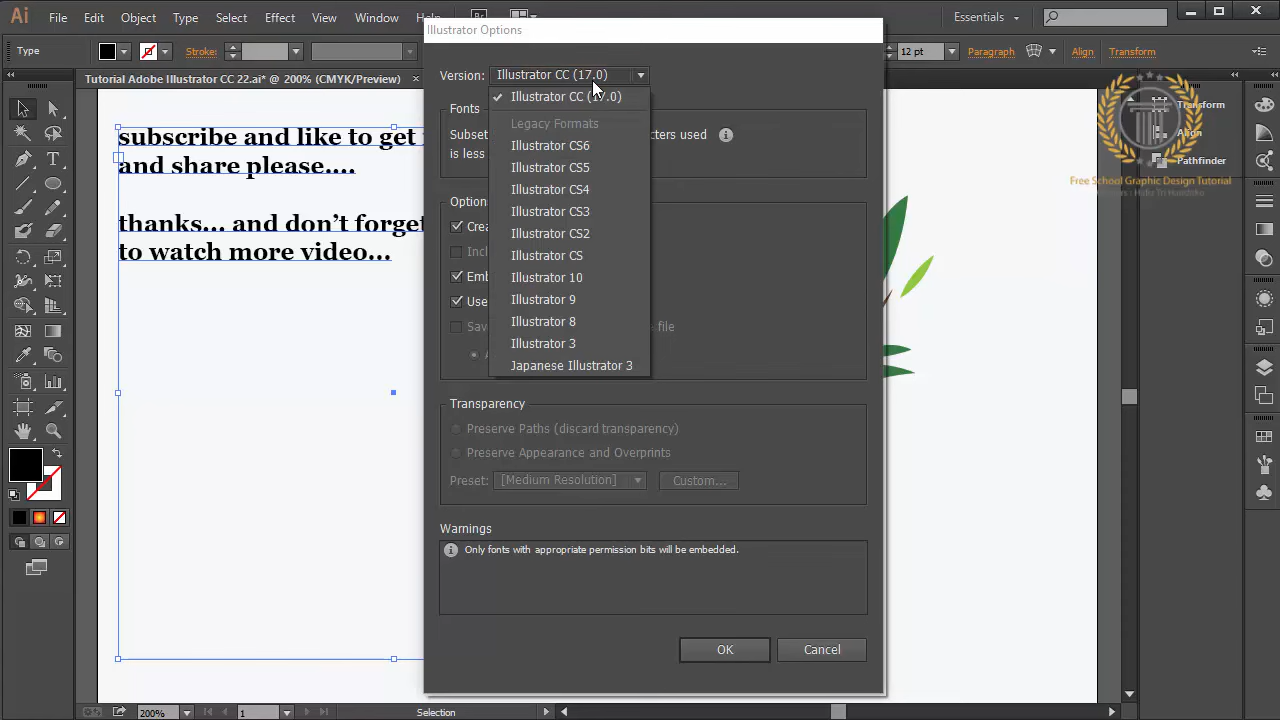 Ai File Edit Object Type Select Effect View Window Br Essentials
Illustrator Options
Type Stroke: 12 pt Paragraph Align Transform
Tutorial Adobe Illustrator CC 22.ai* @ 200% (CMYK/Preview) ×
Version: Illustrator CC (17.0)
Illustrator CC (17.0)
Legacy Formats
Illustrator CS6
Illustrator CS5
Illustrator CS4
Illustrator CS3
Illustrator CS2
Illustrator CS
Illustrator 10
Illustrator 9
Illustrator 8
Illustrator 3
Japanese Illustrator 3
Fonts
Subset
used
is less
Options
file
Transparency
Preserve Paths (discard transparency)
Preserve Appearance and Overprints
Preset: [Medium Resolution] Custom...
Warnings
Only fonts with appropriate permission bits will be embedded.
OK Cancel
subscribe and like to get
and share please....
thanks... and don't forget
to watch more video...
Transform
Align
Pathfinder
Free School Graphic Design Tutorial
200% 1 Selection